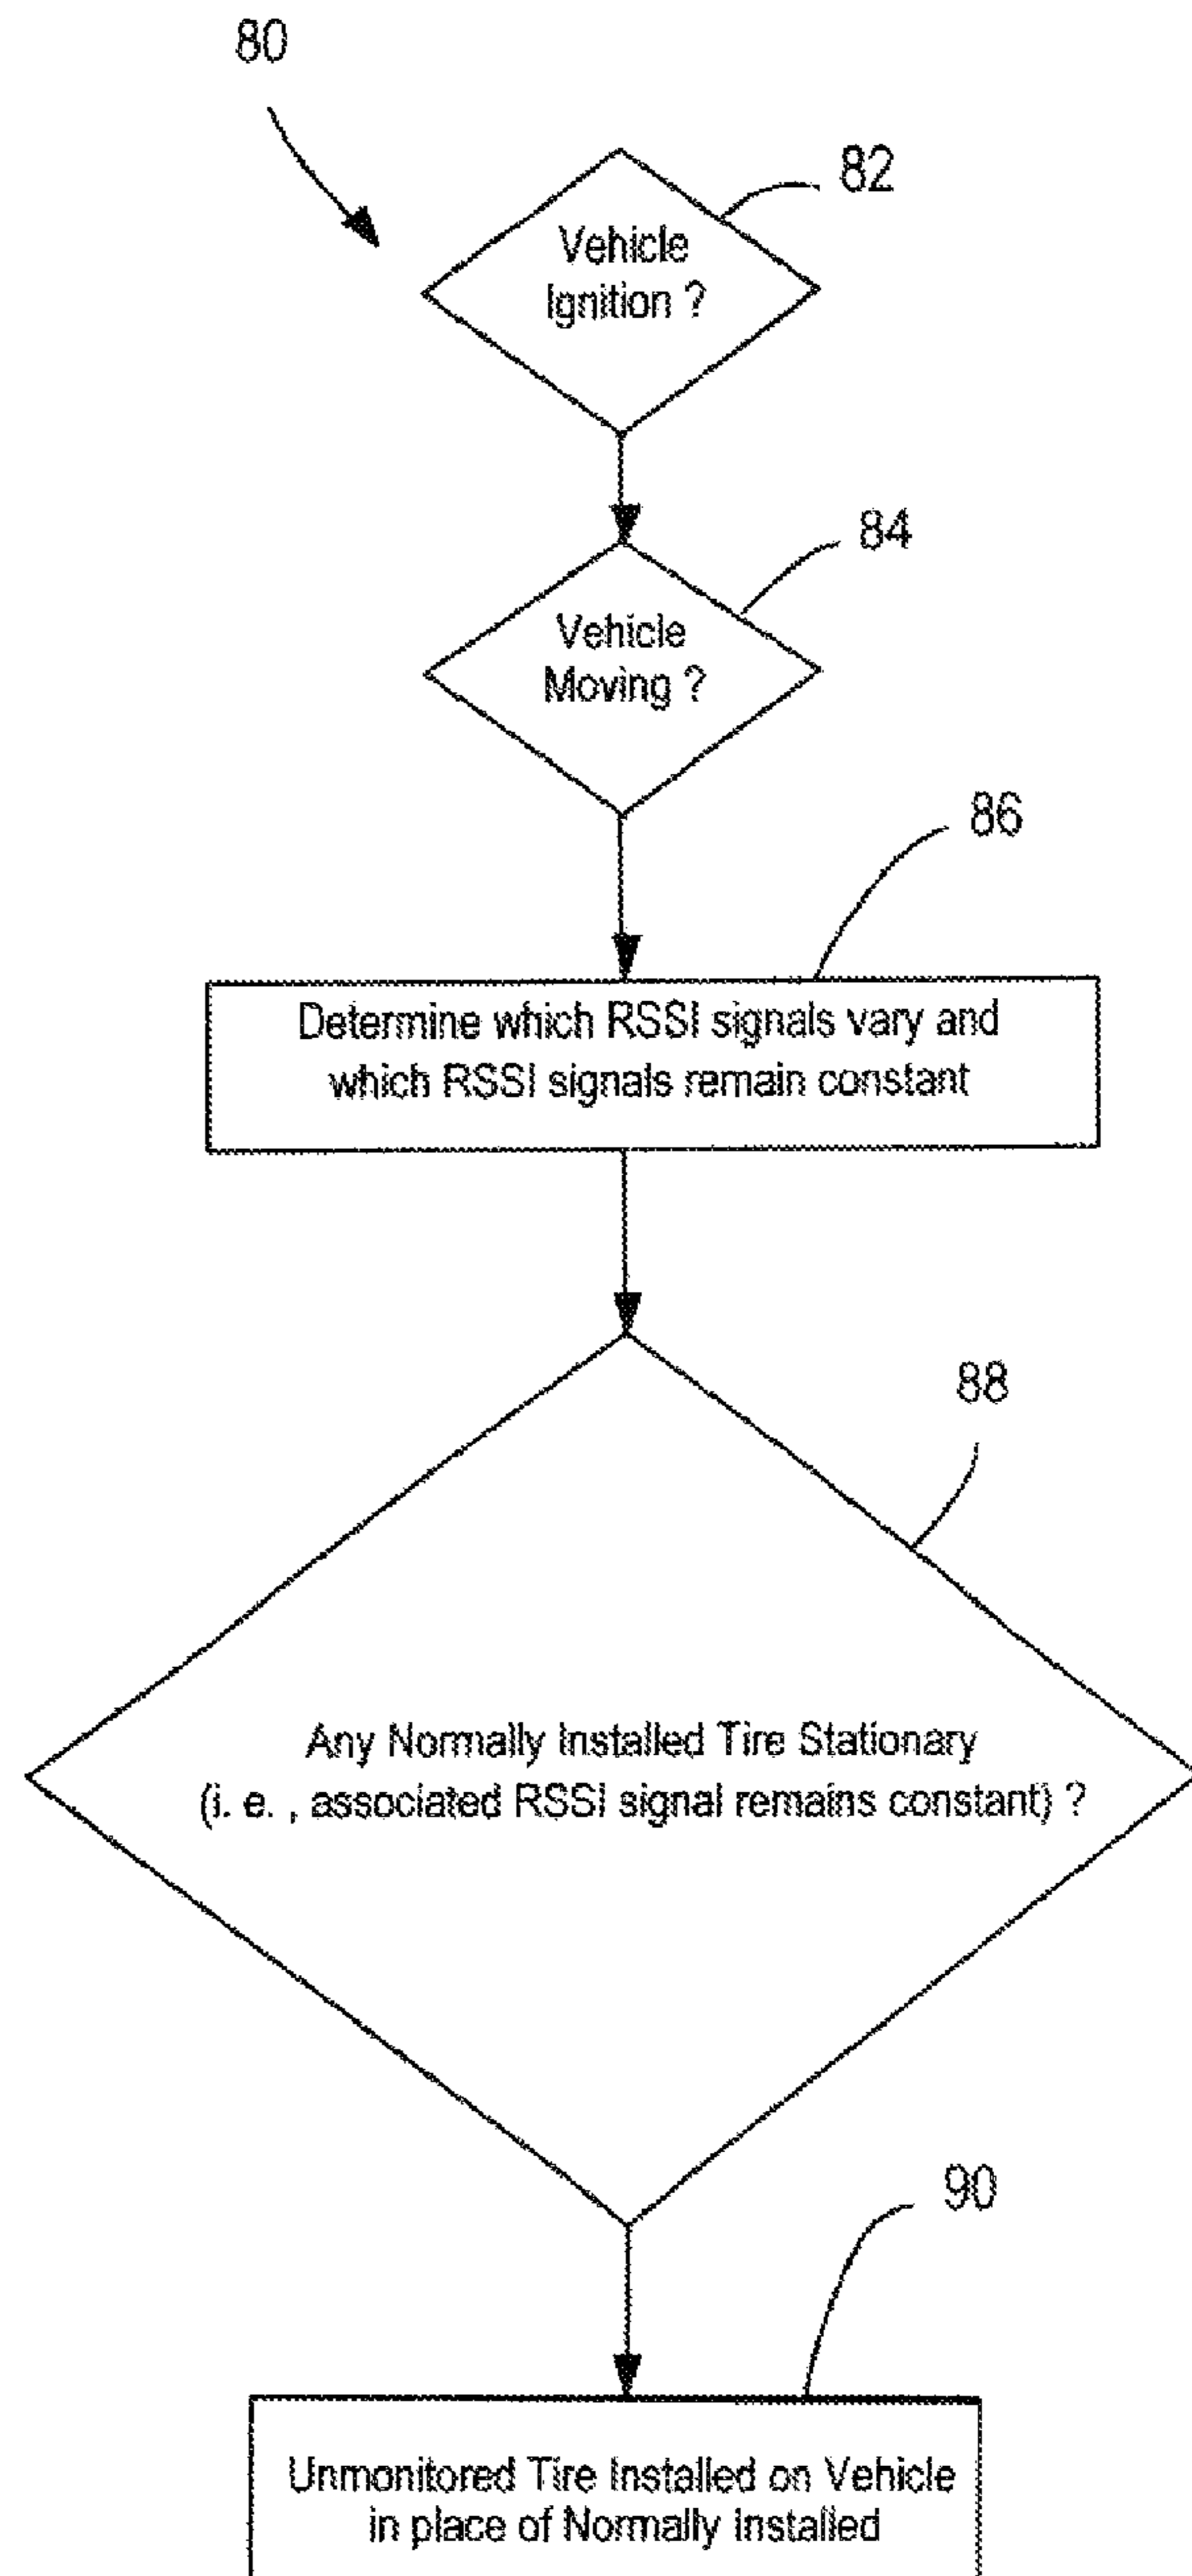 80
82
Vehicle
Ignition ?
84
Vehicle
Moving ?
86
Determine which RSSI signals vary and
which RSSI signals remain constant
88
Any Normally Installed Tire Stationary
(i. e. , associated RSSI signal remains constant) ?
90
Unmonitored Tire Installed on Vehicle
in place of Normally Installed